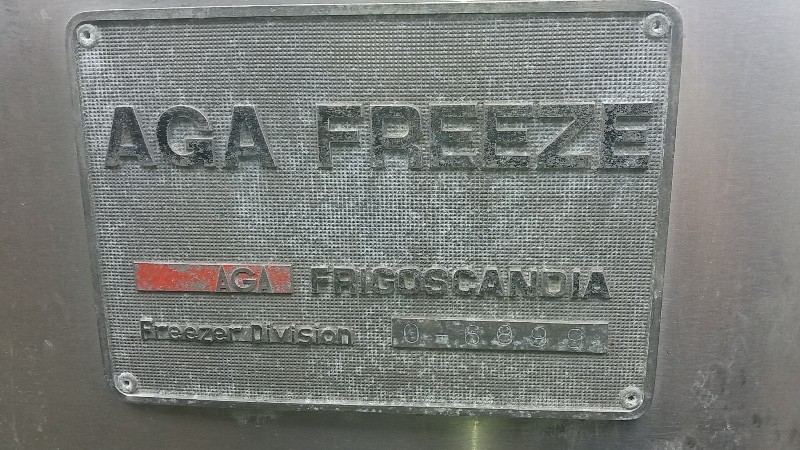 AGA FREEZE
AGA FRIGOSCANDIA
Freezer Division